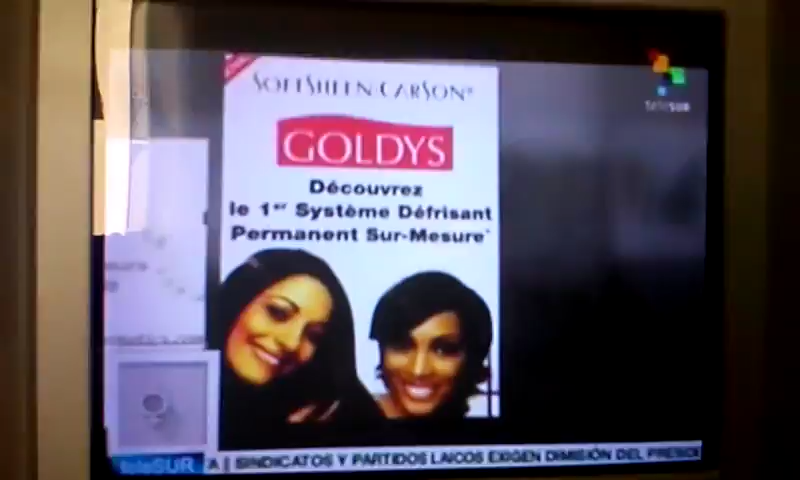 SOFTSHEEN·CARSON®
teleSUR
GOLDYS
Découvrez
le 1er Système Défrisant
Permanent Sur-Mesure*
teleSUR
A | SINDICATOS Y PARTIDOS LAICOS EXIGEN DIMISIÓN DEL PRESID